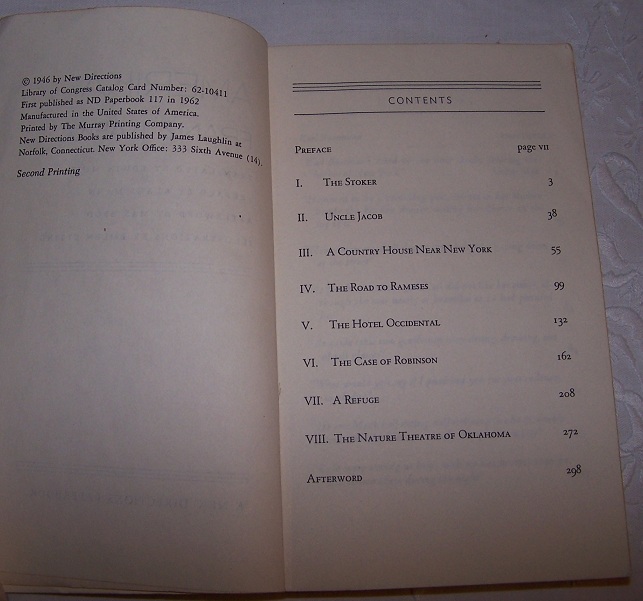 © 1946 by New Directions
Library of Congress Catalog Card Number: 62-10411
First published as ND Paperbook 117 in 1962
Manufactured in the United States of America.
Printed by The Murray Printing Company.
New Directions Books are published by James Laughlin at
Norfolk, Connecticut. New York Office: 333 Sixth Avenue (14).
Second Printing
CONTENTS
Preface page vii
I. The Stoker 3
II. Uncle Jacob 38
III. A Country House Near New York 55
IV. The Road to Rameses 99
V. The Hotel Occidental 132
VI. The Case of Robinson 162
VII. A Refuge 208
VIII. The Nature Theatre of Oklahoma 272
Afterword 298